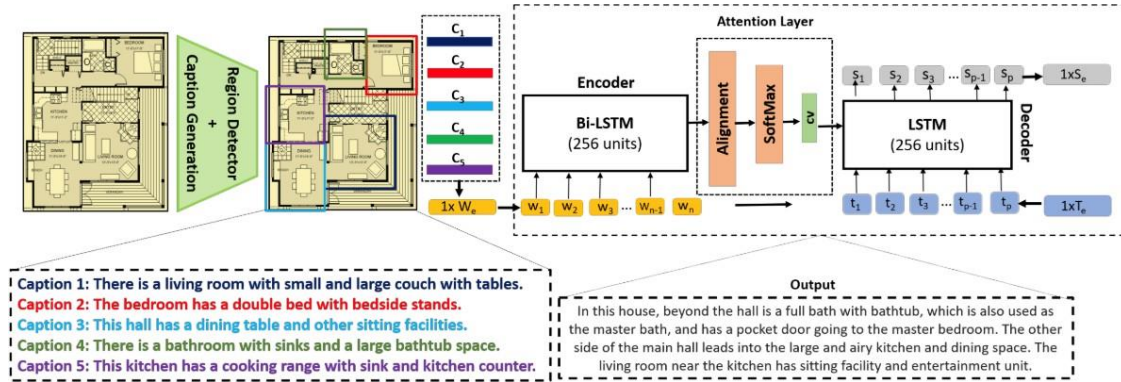 BEDROOM
KITCHEN
DINING
LIVING ROOM
Region Detector
+
Caption Generation
BEDROOM
KITCHEN
DINING
LIVING ROOM
C1
C2
C3
C4
C5
1x We
Attention Layer
Encoder
Bi-LSTM
(256 units)
w1 w2 w3 ... wn-1 wn
Alignment
SoftMax
cv
s1 s2 s3 ... sp-1 sp
1xSe
LSTM
(256 units)
Decoder
t1 t2 t3 ... tp-1 tp
1xTe
Caption 1: There is a living room with small and large couch with tables.
Caption 2: The bedroom has a double bed with bedside stands.
Caption 3: This hall has a dining table and other sitting facilities.
Caption 4: There is a bathroom with sinks and a large bathtub space.
Caption 5: This kitchen has a cooking range with sink and kitchen counter.
Output
In this house, beyond the hall is a full bath with bathtub, which is also used as
the master bath, and has a pocket door going to the master bedroom. The other
side of the main hall leads into the large and airy kitchen and dining space. The
living room near the kitchen has sitting facility and entertainment unit.